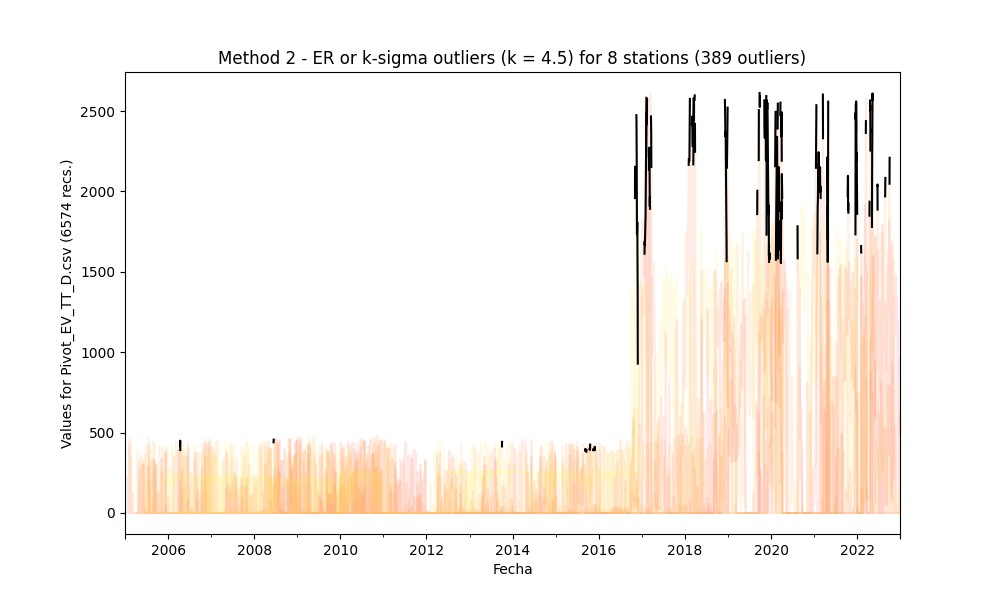 Method 2 - ER or k-sigma outliers (k = 4.5) for 8 stations (389 outliers)
Values for Pivot_EV_TT_D.csv (6574 recs.)
2500
2000
1500
1000
500
0
2006 2008 2010 2012 2014 2016 2018 2020 2022
Fecha